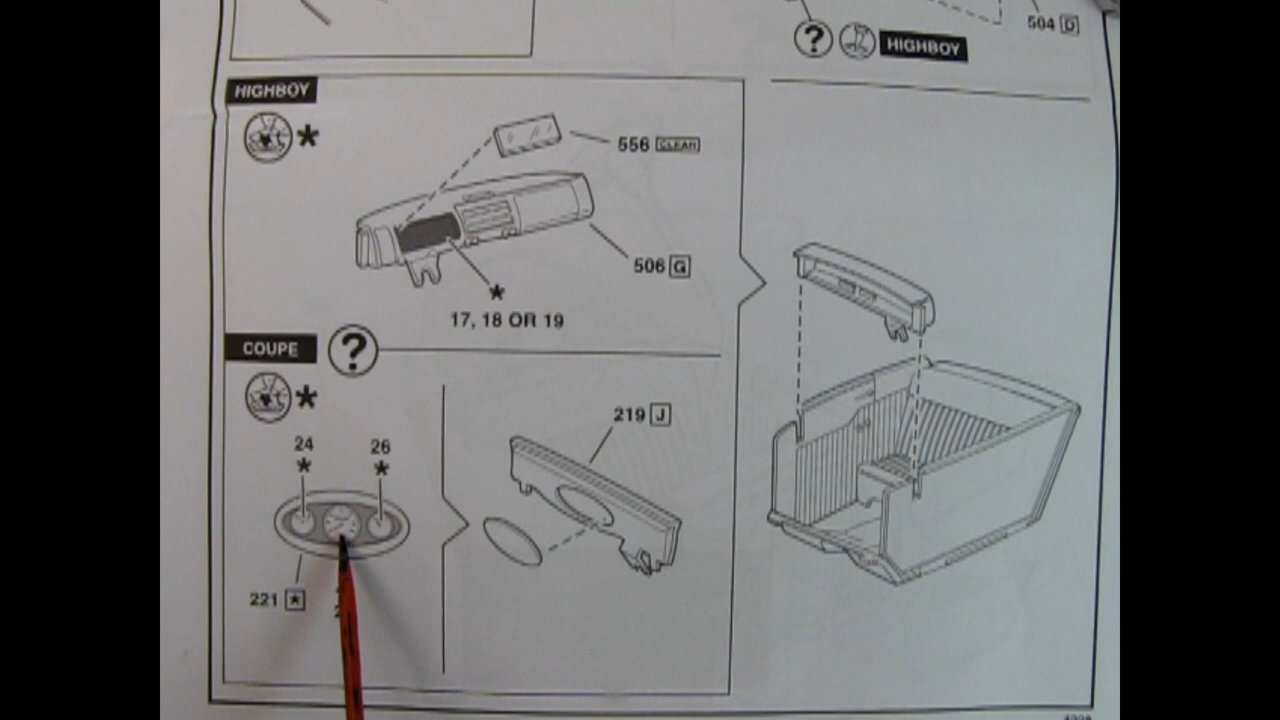 504 D
? HIGHBOY
HIGHBOY
*
556 CLEAR
506 G
*
17, 18 OR 19
COUPE ?
*
219 J
24
*
26
*
221 *